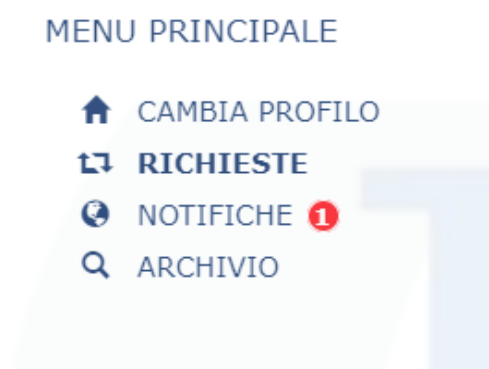 MENU PRINCIPALE
CAMBIA PROFILO
RICHIESTE
NOTIFICHE 1
ARCHIVIO